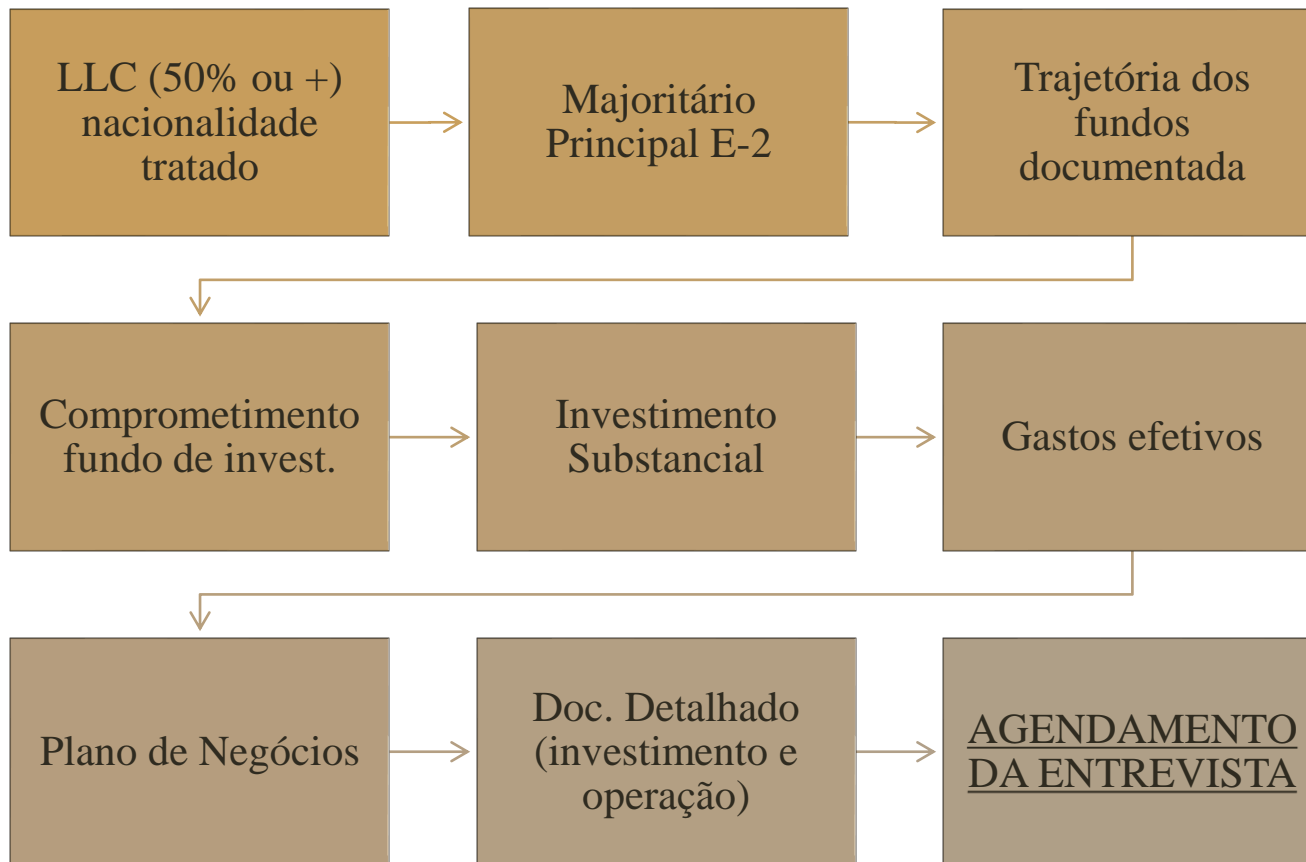 LLC (50% ou +)
nacionalidade
tratado
Majoritário
Principal E-2
Trajetória dos
fundos
documentada
Comprometimento
fundo de invest.
Investimento
Substancial
Gastos efetivos
Plano de Negócios
Doc. Detalhado
(investimento e
operação)
AGENDAMENTO
DA ENTREVISTA